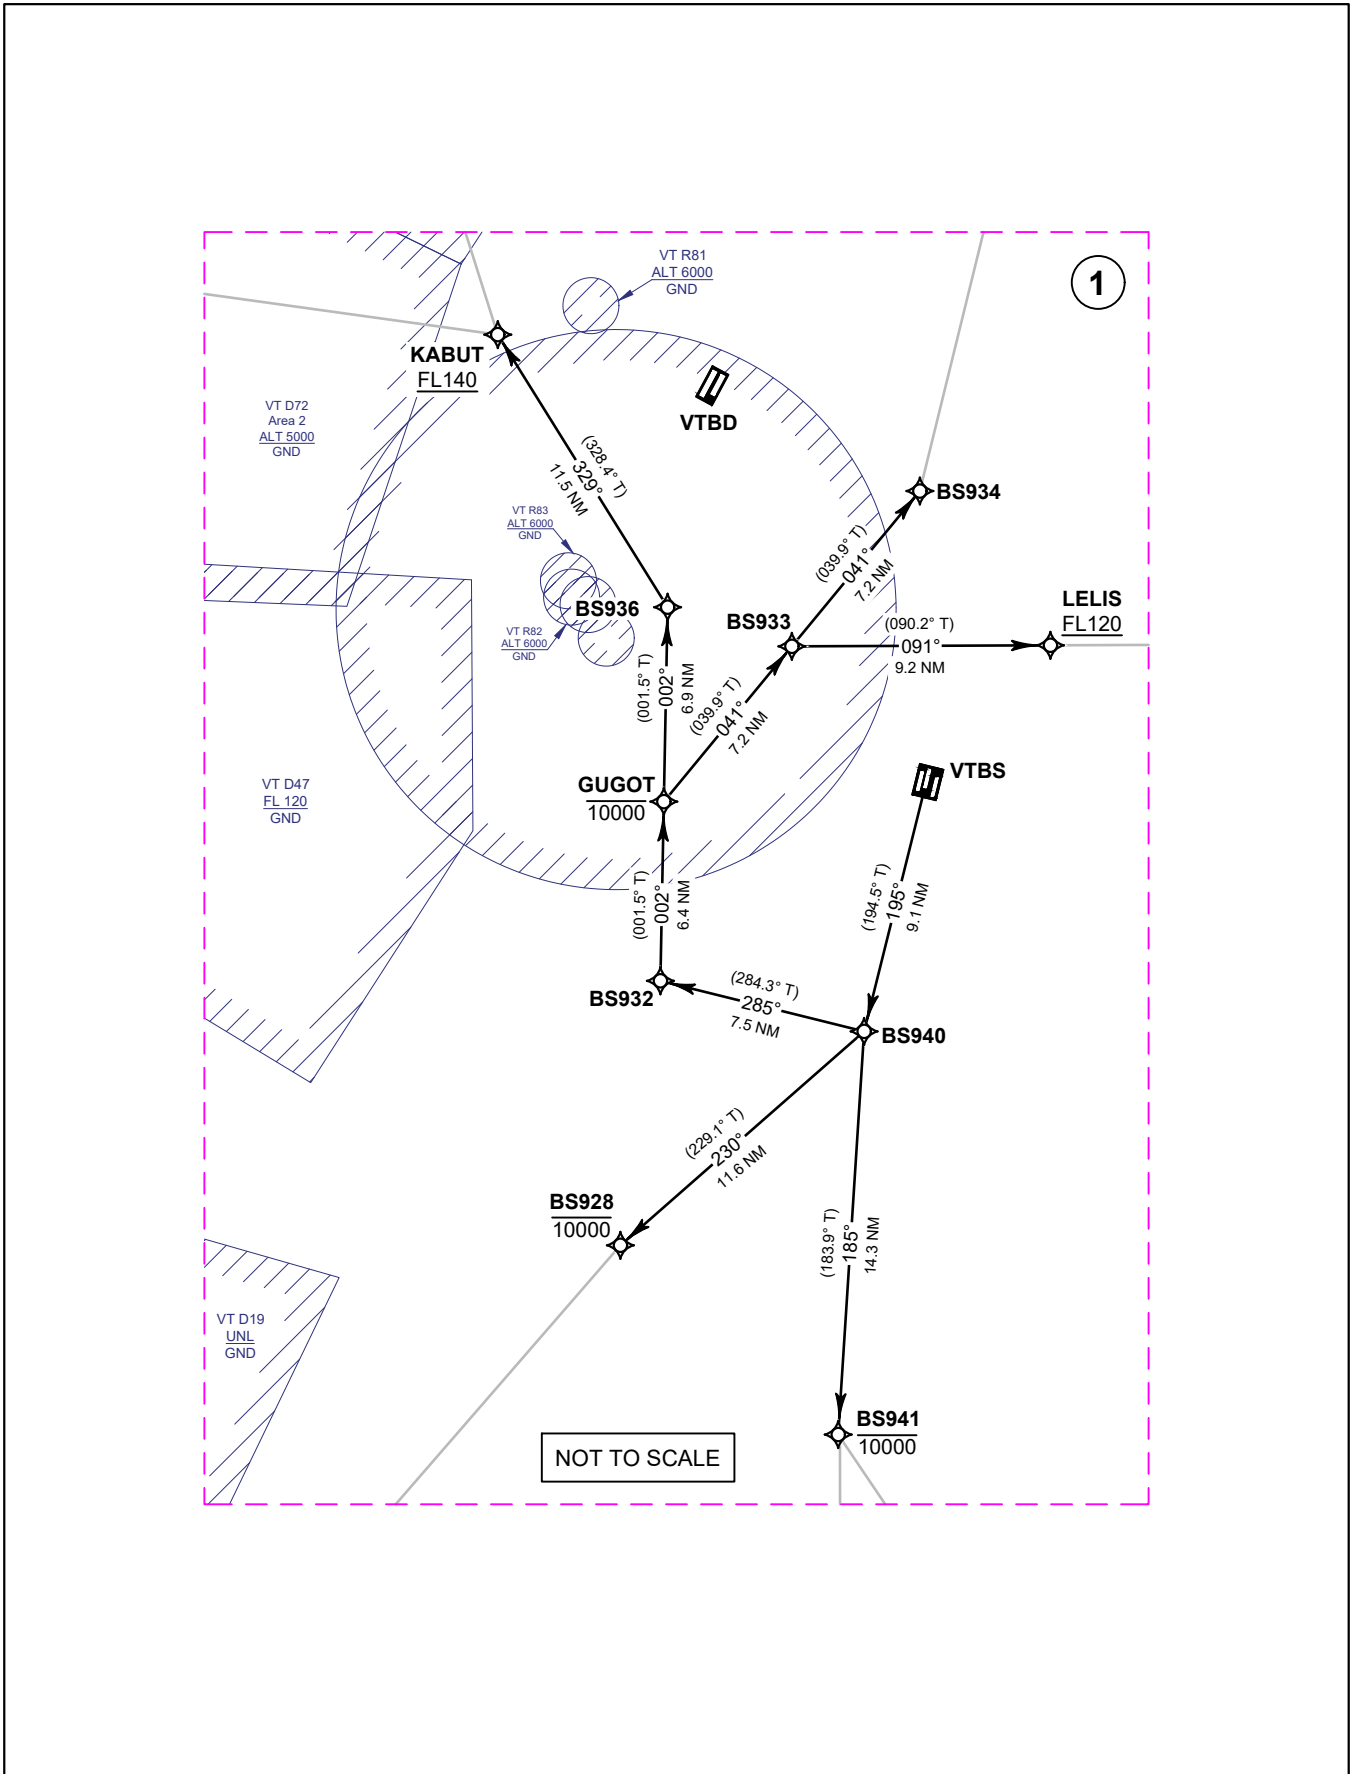 1
VT R81
ALT 6000
GND
KABUT
FL140
VTBD
VT D72
Area 2
ALT 5000
GND
(328.4° T)
329°
11.5 NM
BS934
VT R83
ALT 6000
GND
(039.9° T)
041°
7.2 NM
BS936
BS933
LELIS
FL120
(090.2° T)
091°
9.2 NM
VT R82
ALT 6000
GND
(001.5° T)
002°
6.9 NM
(039.9° T)
041°
7.2 NM
GUGOT
10000
VTBS
VT D47
FL 120
GND
(001.5° T)
002°
6.4 NM
(194.5° T)
195°
9.1 NM
BS932
(284.3° T)
285°
7.5 NM
BS940
(229.1° T)
230°
11.6 NM
BS928
10000
(183.9° T)
185°
14.3 NM
VT D19
UNL
GND
BS941
10000
NOT TO SCALE